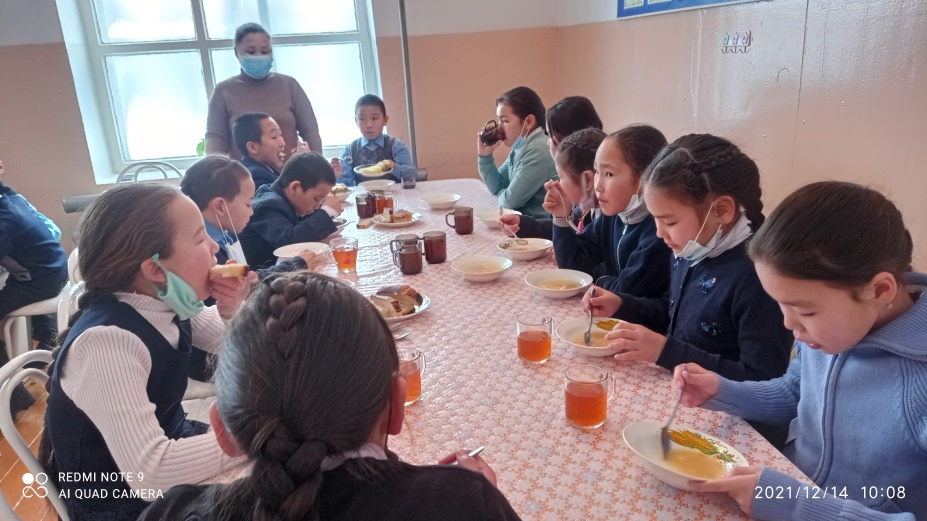 REDMI NOTE 9
AI QUAD CAMERA
2021/12/14 10:08